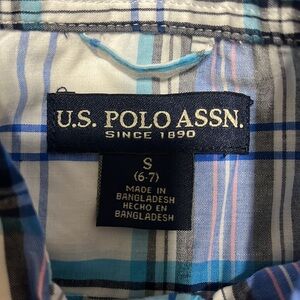 U.S. POLO ASSN.
SINCE 1890
S
(6-7)
MADE IN
BANGLADESH
HECHO EN
BANGLADESH